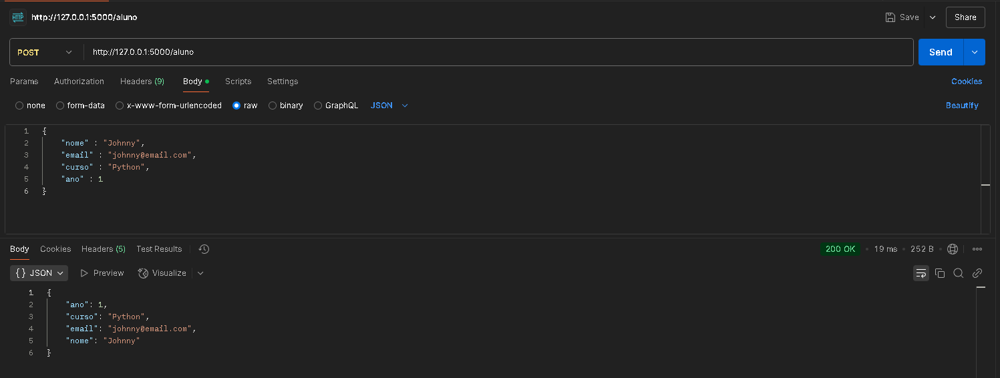 HTTP http://127.0.0.1:5000/aluno Save Share
POST http://127.0.0.1:5000/aluno Send
Params Authorization Headers (9) Body Scripts Settings Cookies
none form-data x-www-form-urlencoded raw binary GraphQL JSON Beautify
1 {
2 "nome" : "Johnny",
3 "email" : "johnny@email.com",
4 "curso" : "Python",
5 "ano" : 1
6 }
Body Cookies Headers (5) Test Results 200 OK • 19 ms • 252 B •
{} JSON Preview Visualize
1 {
2 "ano": 1,
3 "curso": "Python",
4 "email": "johnny@email.com",
5 "nome": "Johnny"
6 }